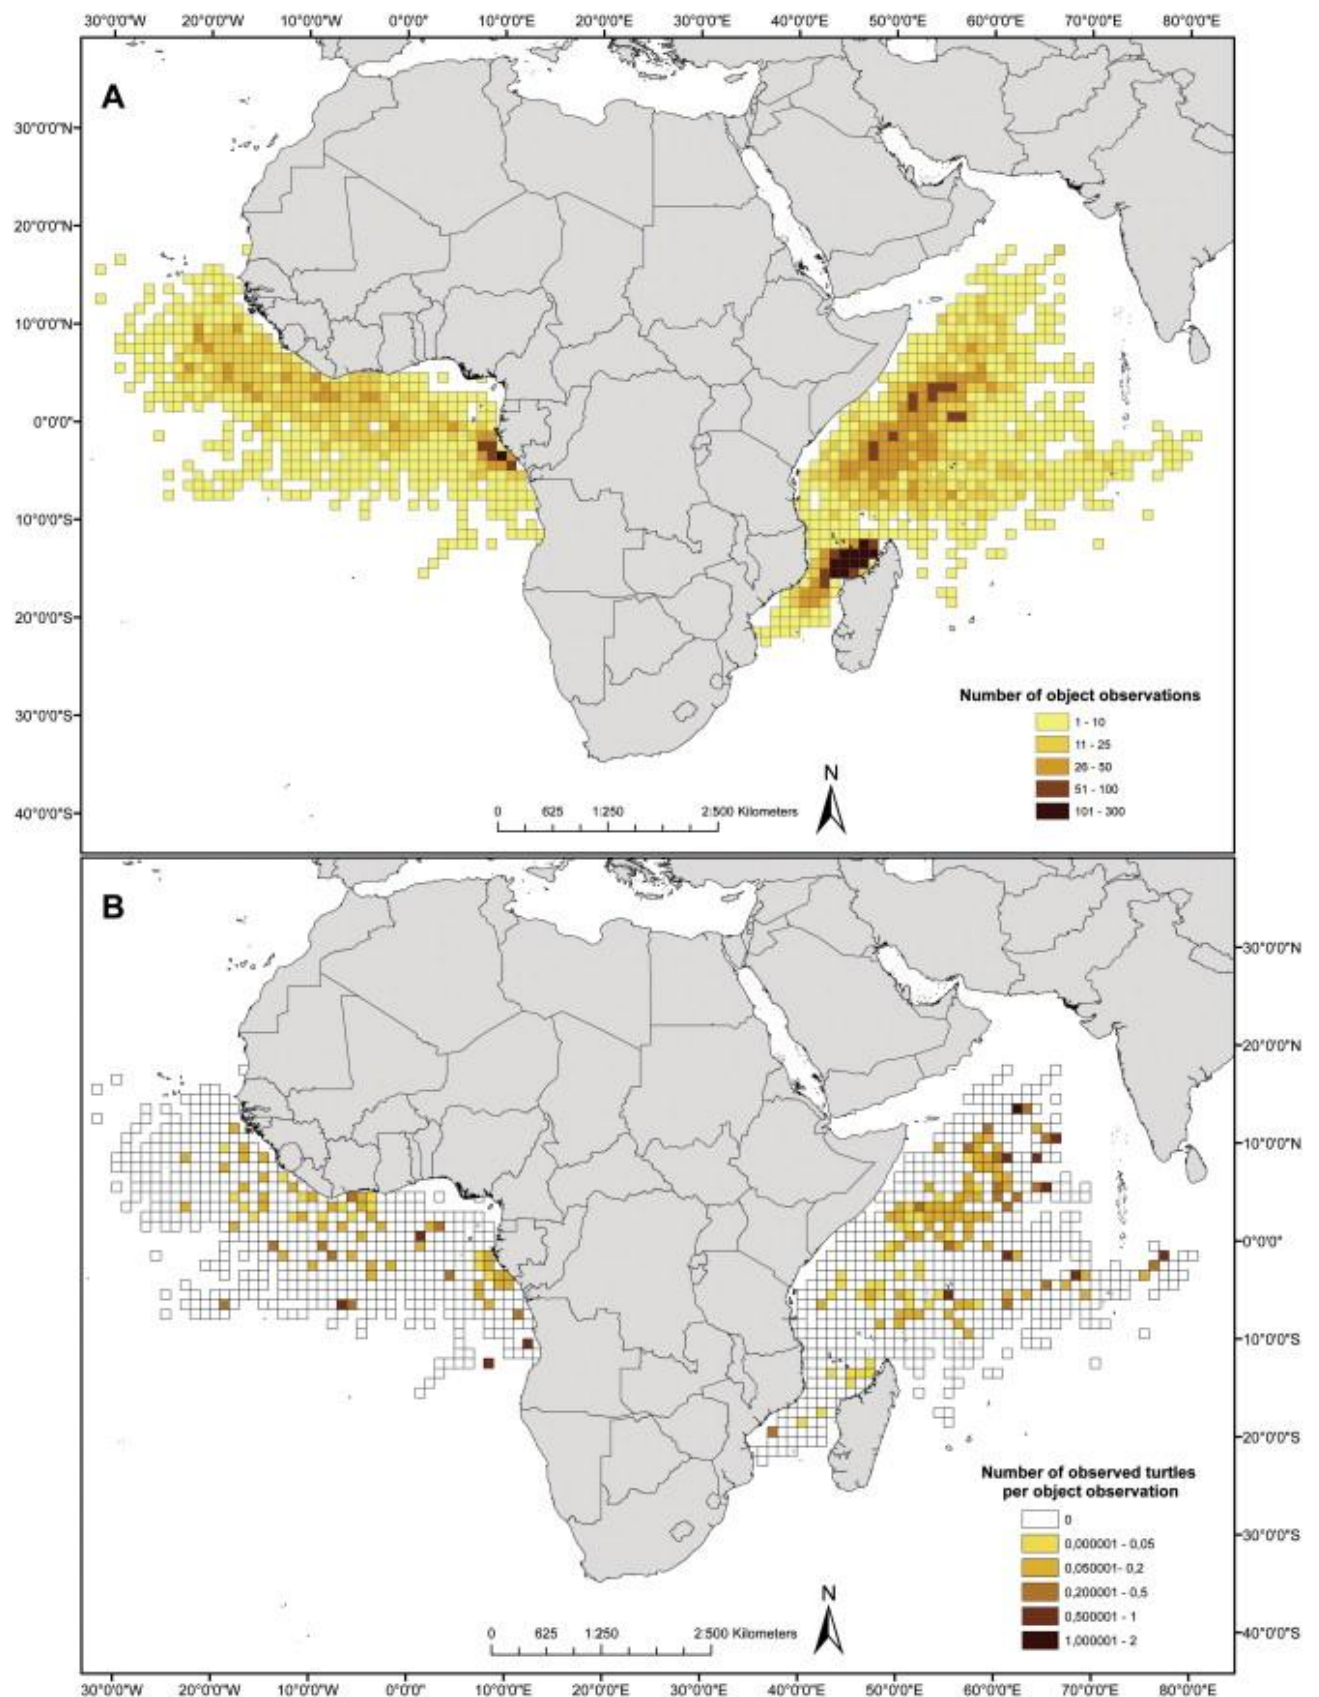 30°0'0"W 20°0'0"W 10°0'0"W 0°0'0" 10°0'0"E 20°0'0"E 30°0'0"E 40°0'0"E 50°0'0"E 60°0'0"E 70°0'0"E 80°0'0"E
A
30°0'0"N
20°0'0"N
10°0'0"N
0°0'0"
10°0'0"S
20°0'0"S
30°0'0"S
40°0'0"S
Number of object observations
1 - 10
11 - 25
26 - 50
51 - 100
101 - 300
N
0 625 1:250 2:500 Kilometers
B
30°0'0"N
20°0'0"N
10°0'0"N
0°0'0"
10°0'0"S
20°0'0"S
30°0'0"S
40°0'0"S
Number of observed turtles
per object observation
0
0,000001 - 0,05
0,050001- 0,2
0,200001 - 0,5
0,500001 - 1
1,000001 - 2
N
0 625 1:250 2:500 Kilometers
30°0'0"W 20°0'0"W 10°0'0"W 0°0'0" 10°0'0"E 20°0'0"E 30°0'0"E 40°0'0"E 50°0'0"E 60°0'0"E 70°0'0"E 80°0'0"E